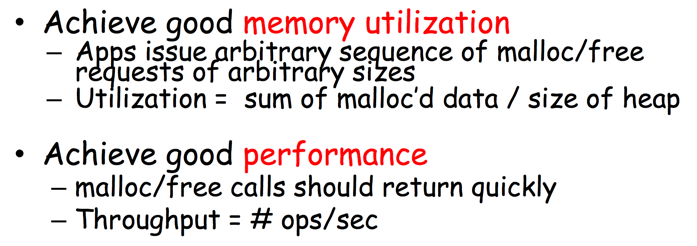 • Achieve good memory utilization
– Apps issue arbitrary sequence of malloc/free
requests of arbitrary sizes
– Utilization = sum of malloc'd data / size of heap
• Achieve good performance
– malloc/free calls should return quickly
– Throughput = # ops/sec